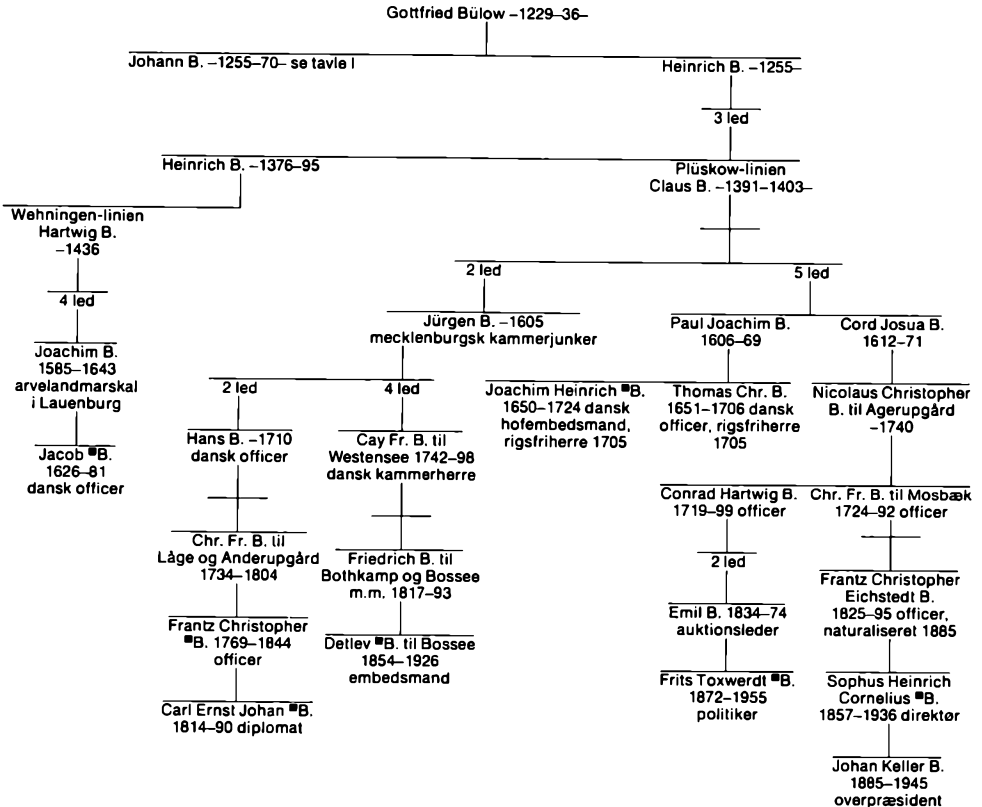 Gottfried Bülow –1229–36–
Johann B. –1255–70– se tavle I
Heinrich B. –1255–
3 led
Heinrich B. –1376–95
Plüskow-linien
Claus B. –1391–1403–
Wehningen-linien
Hartwig B.
–1436
4 led
Joachim B.
1585–1643
arvelandmarskal
i Lauenburg
Jacob ■B.
1626–81
dansk officer
2 led
5 led
Jürgen B. –1605
mecklenburgsk kammerjunker
2 led
4 led
Hans B. –1710
dansk officer
Chr. Fr. B. til
Låge og Anderupgård
1734–1804
Frantz Christopher
■B. 1769–1844
officer
Carl Ernst Johan ■B.
1814–90 diplomat
Cay Fr. B. til
Westensee 1742–98
dansk kammerherre
Friedrich B. til
Bothkamp og Bossee
m.m. 1817–93
Detlev ■B. til Bossee
1854–1926
embedsmand
Paul Joachim B.
1606–69
Joachim Heinrich ■B.
1650–1724 dansk
hofembedsmand,
rigsfriherre 1705
Thomas Chr. B.
1651–1706 dansk
officer, rigsfriherre
1705
Cord Josua B.
1612–71
Nicolaus Christopher
B. til Agerupgård
–1740
Conrad Hartwig B.
1719–99 officer
2 led
Emil B. 1834–74
auktionsleder
Frits Toxwerdt ■B.
1872–1955
politiker
Chr. Fr. B. til Mosbæk
1724–92 officer
Frantz Christopher
Eichstedt B.
1825–95 officer,
naturaliseret 1885
Sophus Heinrich
Cornelius ■B.
1857–1936 direktør
Johan Keller B.
1885–1945
overpræsident